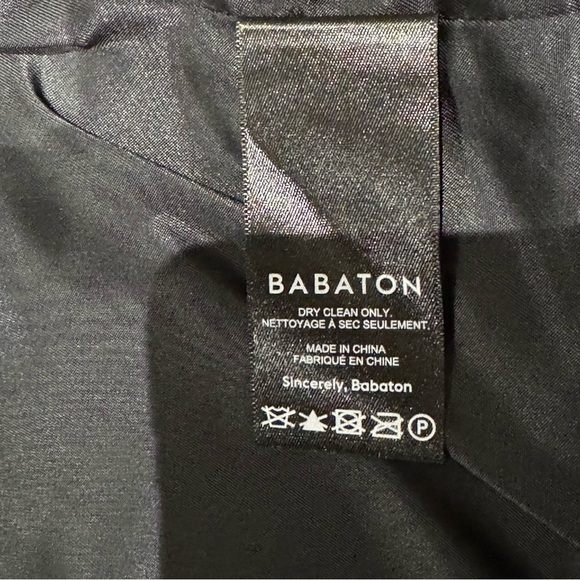 BABATON
DRY CLEAN ONLY.
NETTOYAGE À SEC SEULEMENT.
MADE IN CHINA
FABRIQUÉ EN CHINE
Sincerely, Babaton
P